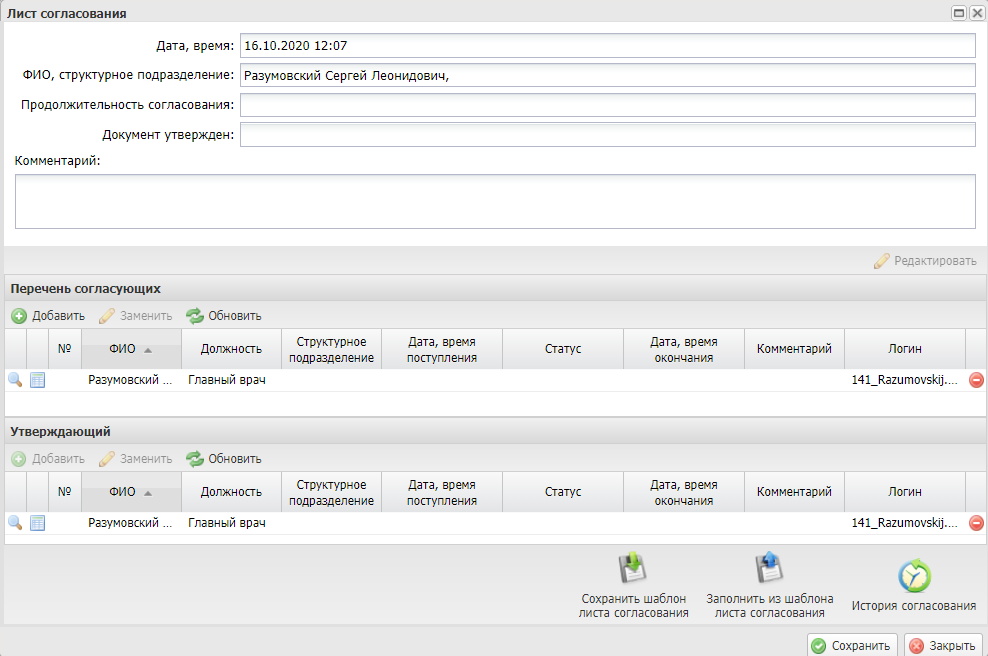 Лист согласования
Дата, время: 16.10.2020 12:07
ФИО, структурное подразделение: Разумовский Сергей Леонидович,
Продолжительность согласования:
Документ утвержден:
Комментарий:
Редактировать
Перечень согласующих
Добавить Заменить Обновить
№ ФИО Должность Структурное подразделение Дата, время поступления Статус Дата, время окончания Комментарий Логин
Разумовский ... Главный врач 141_Razumovskij....
Утверждающий
Добавить Заменить Обновить
№ ФИО Должность Структурное подразделение Дата, время поступления Статус Дата, время окончания Комментарий Логин
Разумовский ... Главный врач 141_Razumovskij....
Сохранить шаблон листа согласования
Заполнить из шаблона листа согласования
История согласования
Сохранить Закрыть